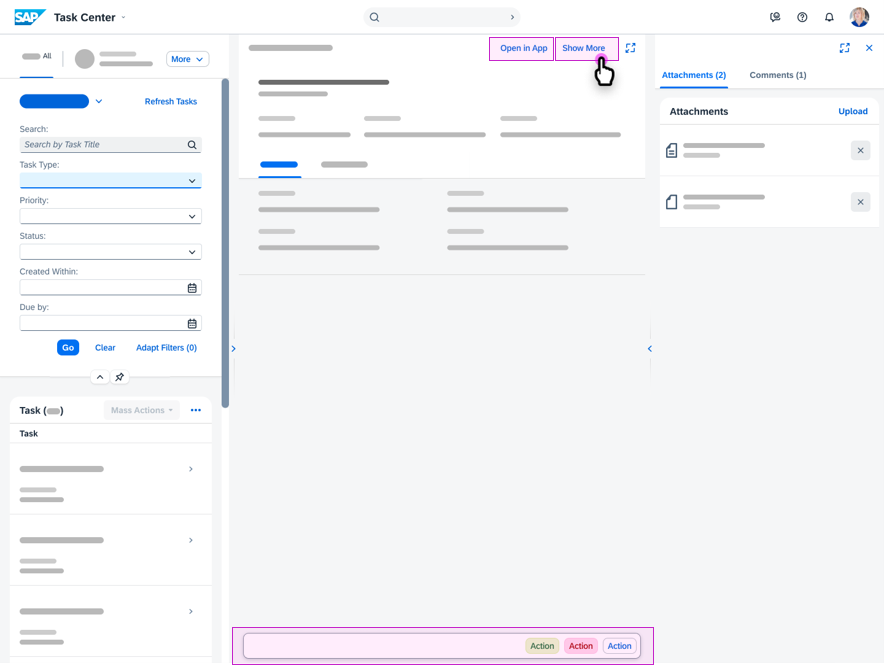 SAP Task Center
All
More
Refresh Tasks
Search:
Search by Task Title
Task Type:
Priority:
Status:
Created Within:
Due by:
Go Clear Adapt Filters (0)
Task ( ) Mass Actions
Task
Open in App Show More
Action Action Action
Attachments (2) Comments (1)
Attachments Upload